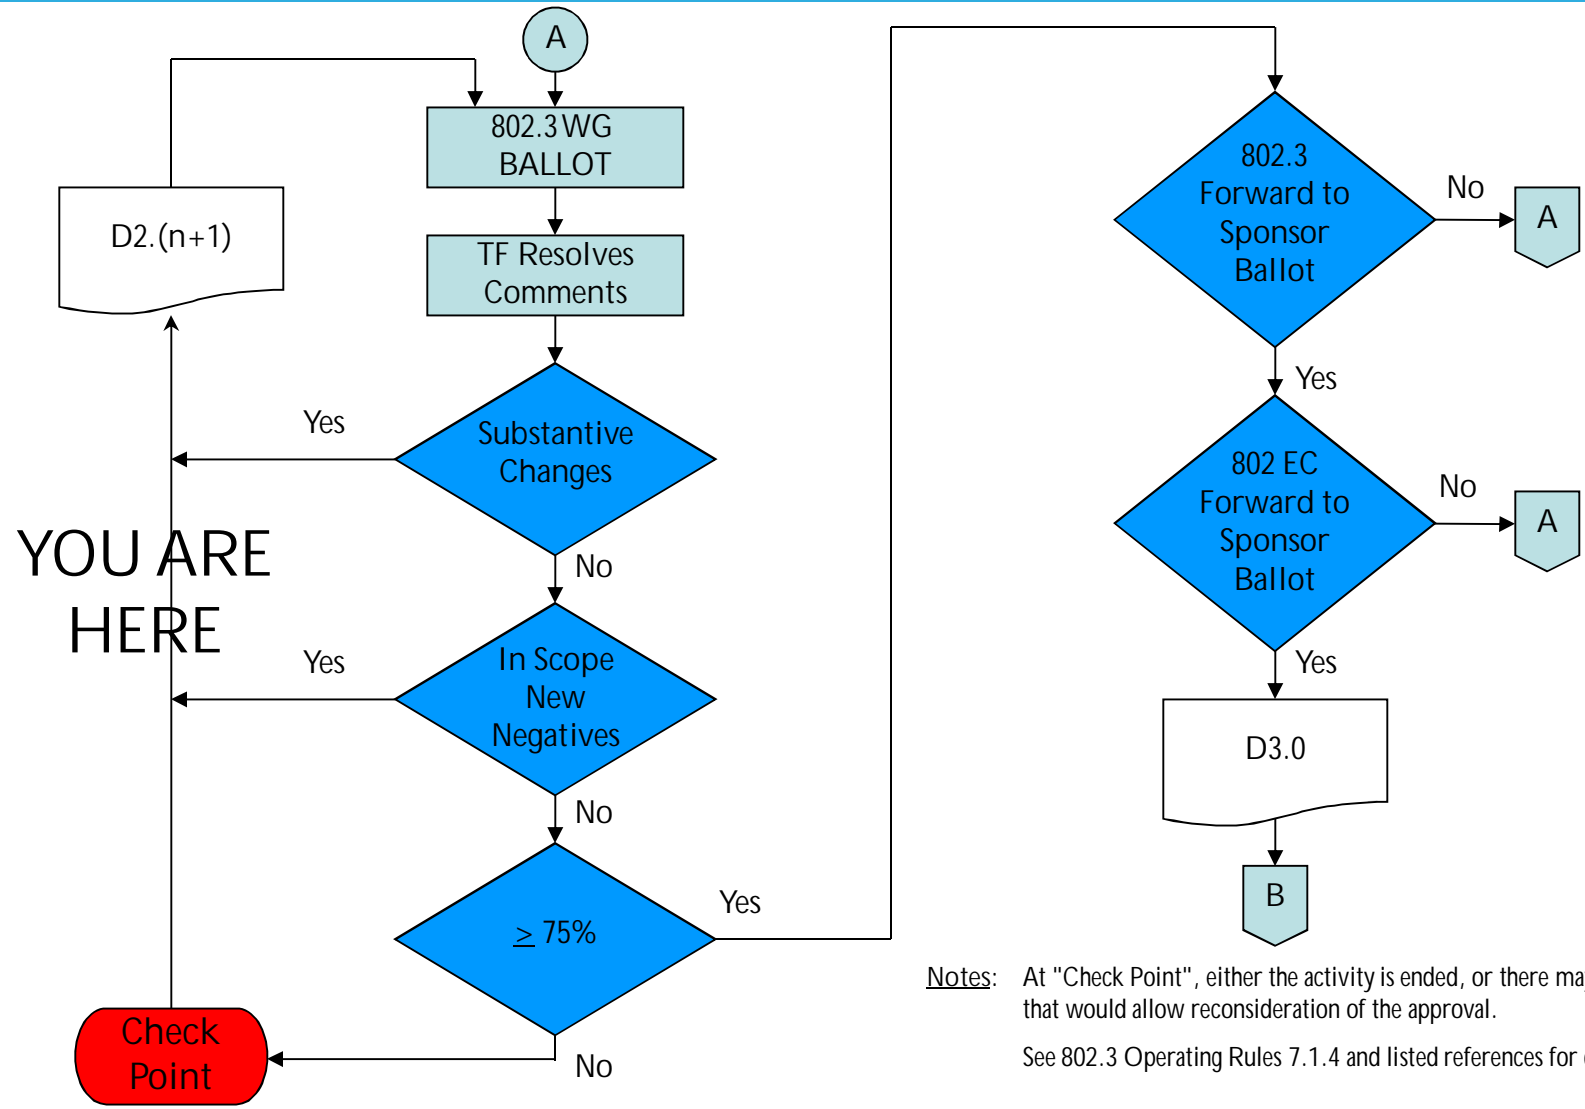 A
802.3 WG
BALLOT
D2.(n+1)
TF Resolves
Comments
Yes
Substantive
Changes
No
YOU ARE
HERE
Yes
In Scope
New
Negatives
No
≥ 75%
Yes
No
Check
Point
802.3
Forward to
Sponsor
Ballot
No
A
Yes
802 EC
Forward to
Sponsor
Ballot
No
A
Yes
D3.0
B
Notes: At "Check Point", either the activity is ended, or there may
that would allow reconsideration of the approval.
See 802.3 Operating Rules 7.1.4 and listed references for